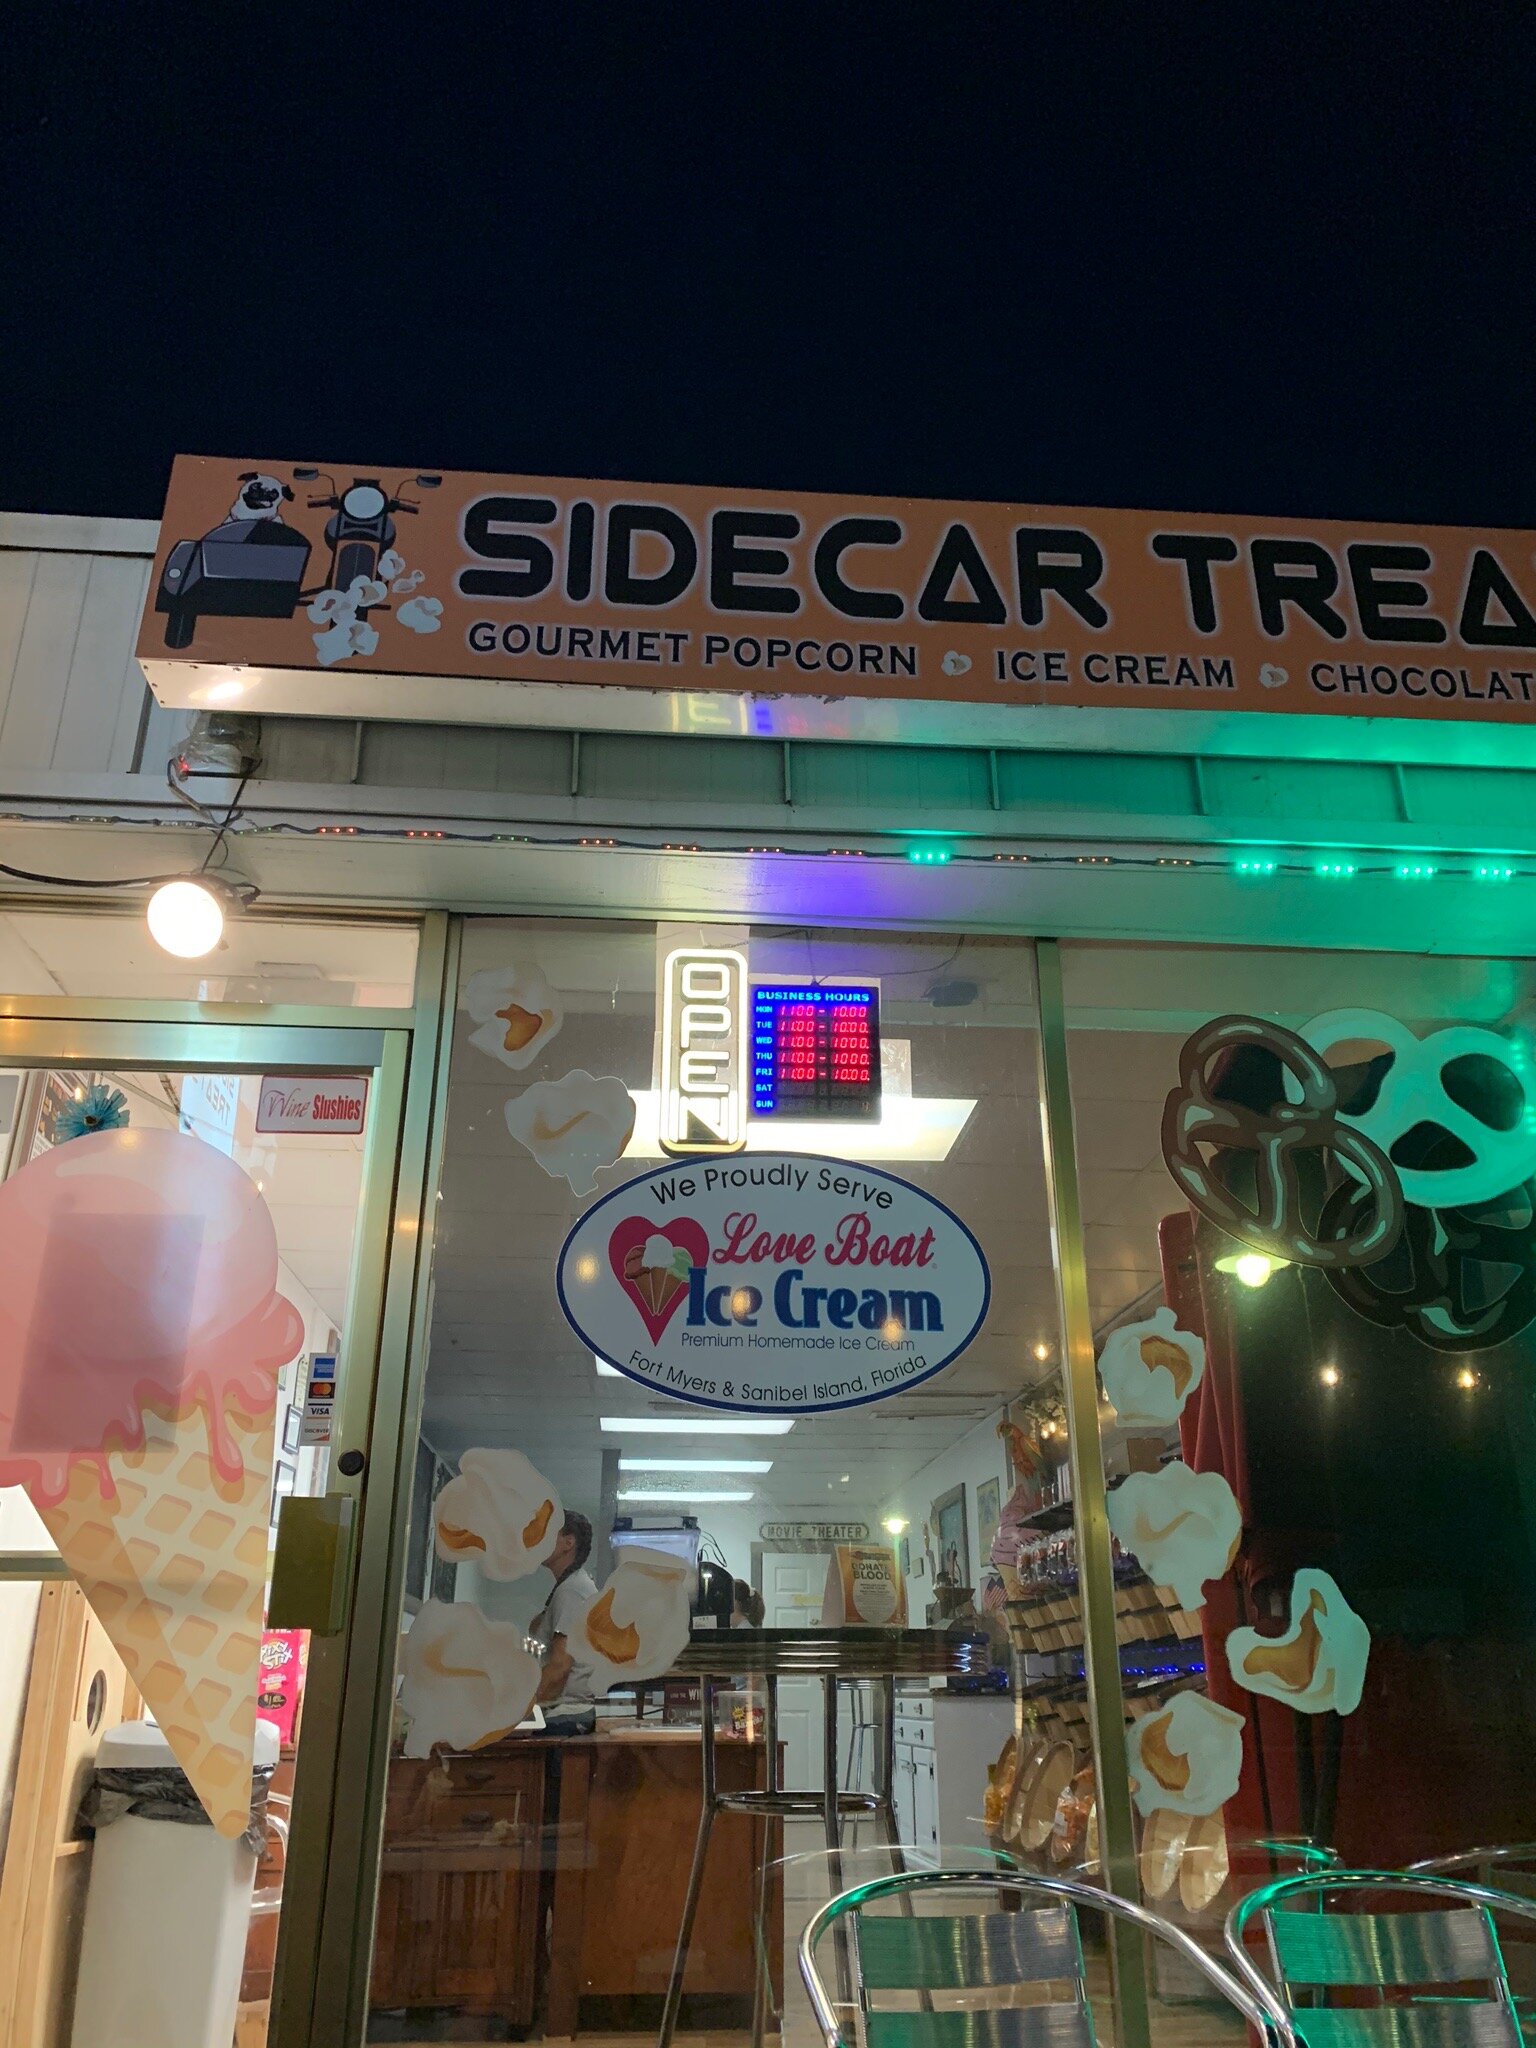 SIDECAR TREA
GOURMET POPCORN ICE CREAM CHOCOLAT
OPEN
BUSINESS HOURS
MON 11:00 - 10:00
TUE 11:00 - 10:00
WED 11:00 - 10:00
THU 11:00 - 10:00
FRI 11:00 - 10:00
SAT
SUN
Wine Slushies
We Proudly Serve
Love Boat
Ice Cream
Premium Homemade Ice Cream
Fort Myers & Sanibel Island, Florida
VISA
DISCOVER
MOVIE THEATER
DONATE
BLOOD
PIXY
STIX